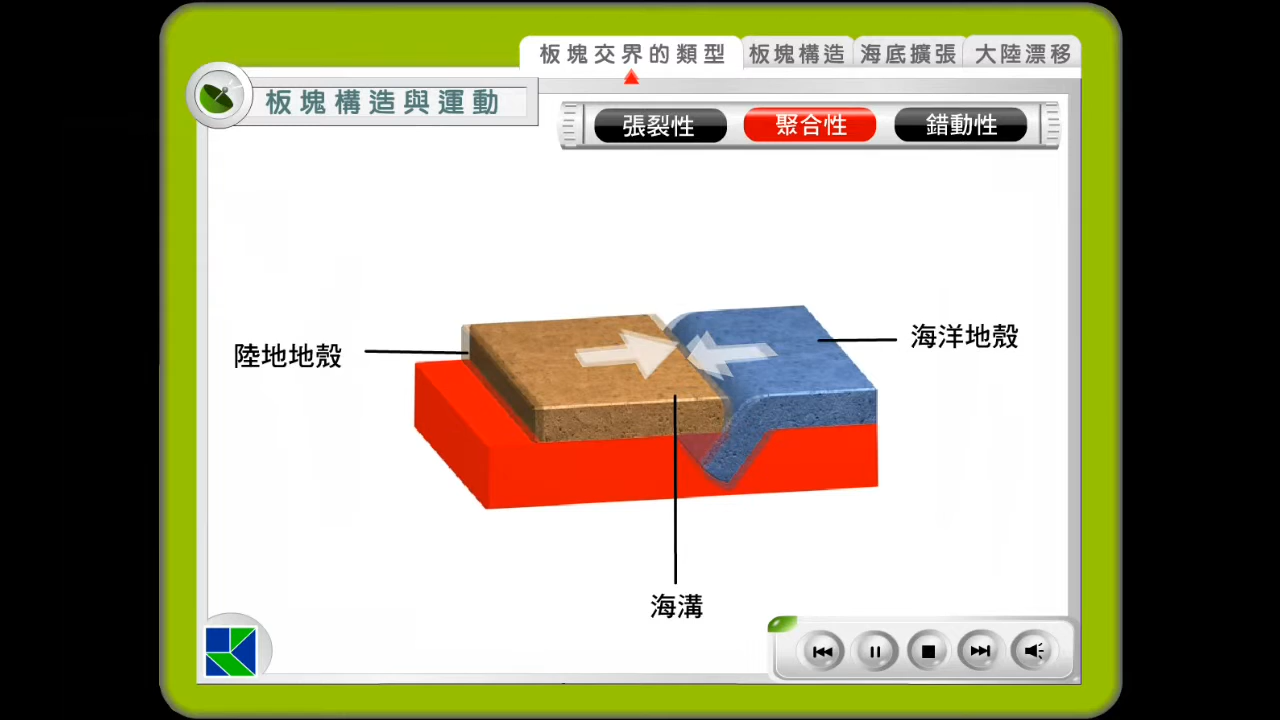 板塊交界的類型
板塊構造
海底擴張
大陸漂移
板塊構造與運動
張裂性
聚合性
錯動性
陸地地殼
海洋地殼
海溝